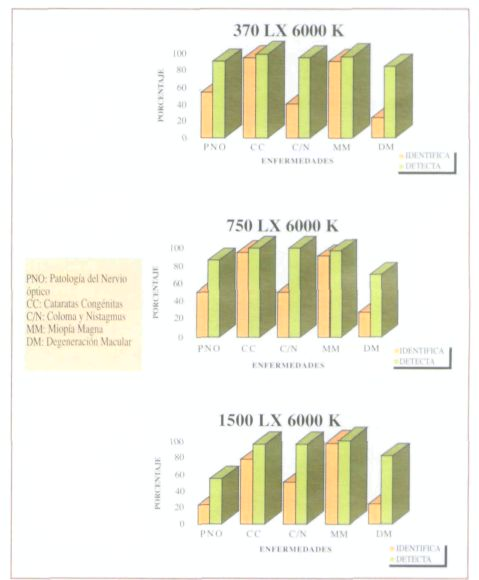 370 LX 6000 K
PORCENTAJE
100
80
60
40
20
0
PNO CC C/N MM DM
ENFERMEDADES
IDENTIFICA
DETECTA
750 LX 6000 K
PORCENTAJE
100
80
60
40
20
0
PNO CC C/N MM DM
ENFERMEDADES
IDENTIFICA
DETECTA
PNO: Patología del Nervio
óptico
CC: Cataratas Congénitas
C/N: Coloma y Nistagmus
MM: Miopía Magna
DM: Degeneración Macular
1500 LX 6000 K
PORCENTAJE
100
80
60
40
20
0
PNO CC C/N MM DM
ENFERMEDADES
IDENTIFICA
DETECTA